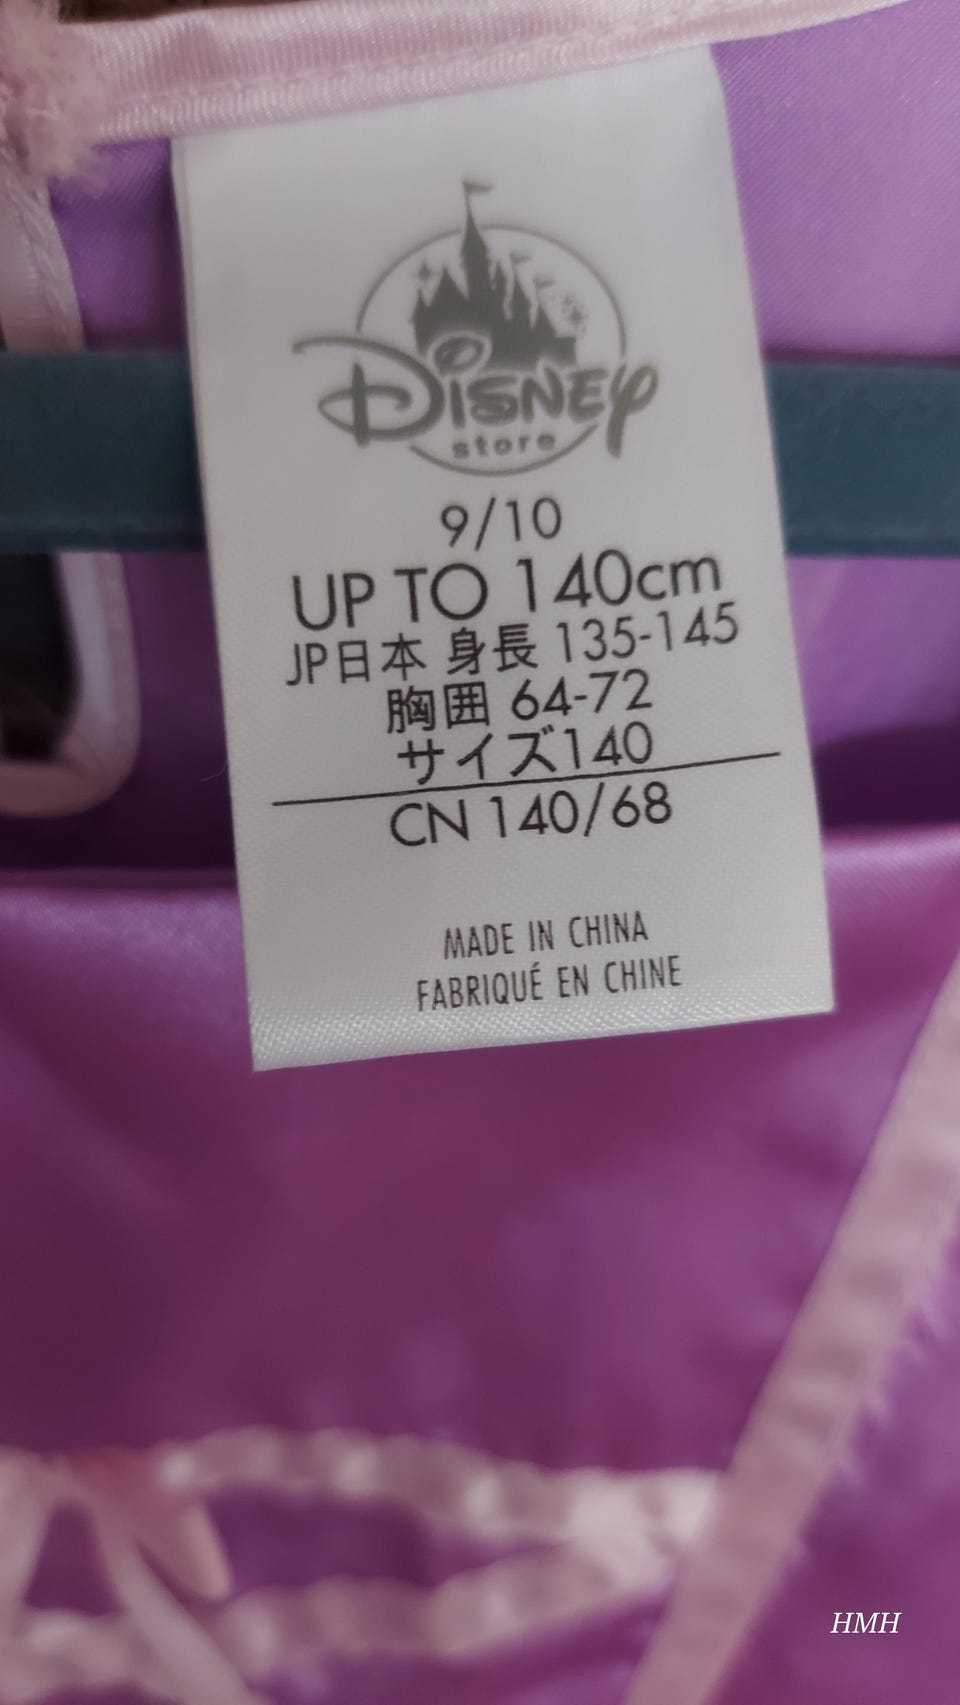 Disney
store
9/10
UP TO 140cm
JP日本 身長 135-145
胸囲 64-72
サイズ140
CN 140/68
MADE IN CHINA
FABRIQUÉ EN CHINE
HMH